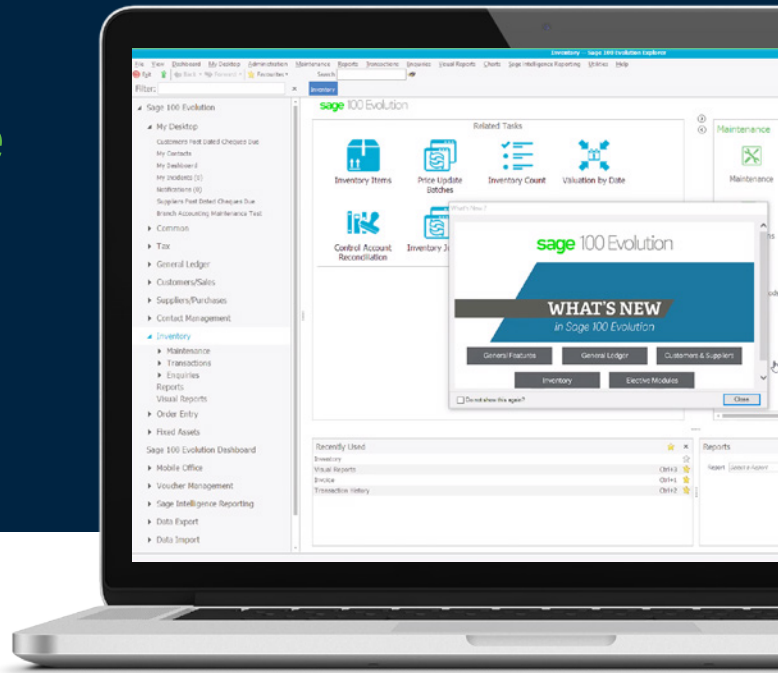 e
Inventory - Sage 100 Evolution Explorer
File View Dashboard My Desktop Administration Maintenance Reports Transactions Enquiries Visual Reports Charts Sage Intelligence Reporting Utilities Help
Exit Back Forward Favourites Search
Filter:
Inventory
Sage 100 Evolution
My Desktop
Customers Post Dated Cheques Due
My Contacts
My Dashboard
My Incidents (1)
Notifications (0)
Suppliers Post Dated Cheques Due
Branch Accounting Maintenance Test
Common
Tax
General Ledger
Customers/Sales
Suppliers/Purchases
Contact Management
Inventory
Maintenance
Transactions
Enquiries
Reports
Visual Reports
Order Entry
Fixed Assets
Sage 100 Evolution Dashboard
Mobile Office
Voucher Management
Sage Intelligence Reporting
Data Export
Data Import
sage 100 Evolution
Related Tasks
Inventory Items
Price Update
Batches
Inventory Count
Valuation by Date
Control Account
Reconciliation
Inventory J
Maintenance
Maintenance
What's New?
sage 100 Evolution
WHAT'S NEW
in Sage 100 Evolution
General Features
General Ledger
Customers & Suppliers
Inventory
Elective Modules
Do not show this again?
Close
Recently Used
Inventory
Visual Reports Ctrl+3
Invoice Ctrl+1
Transaction History Ctrl+2
Reports
Report Select a Report